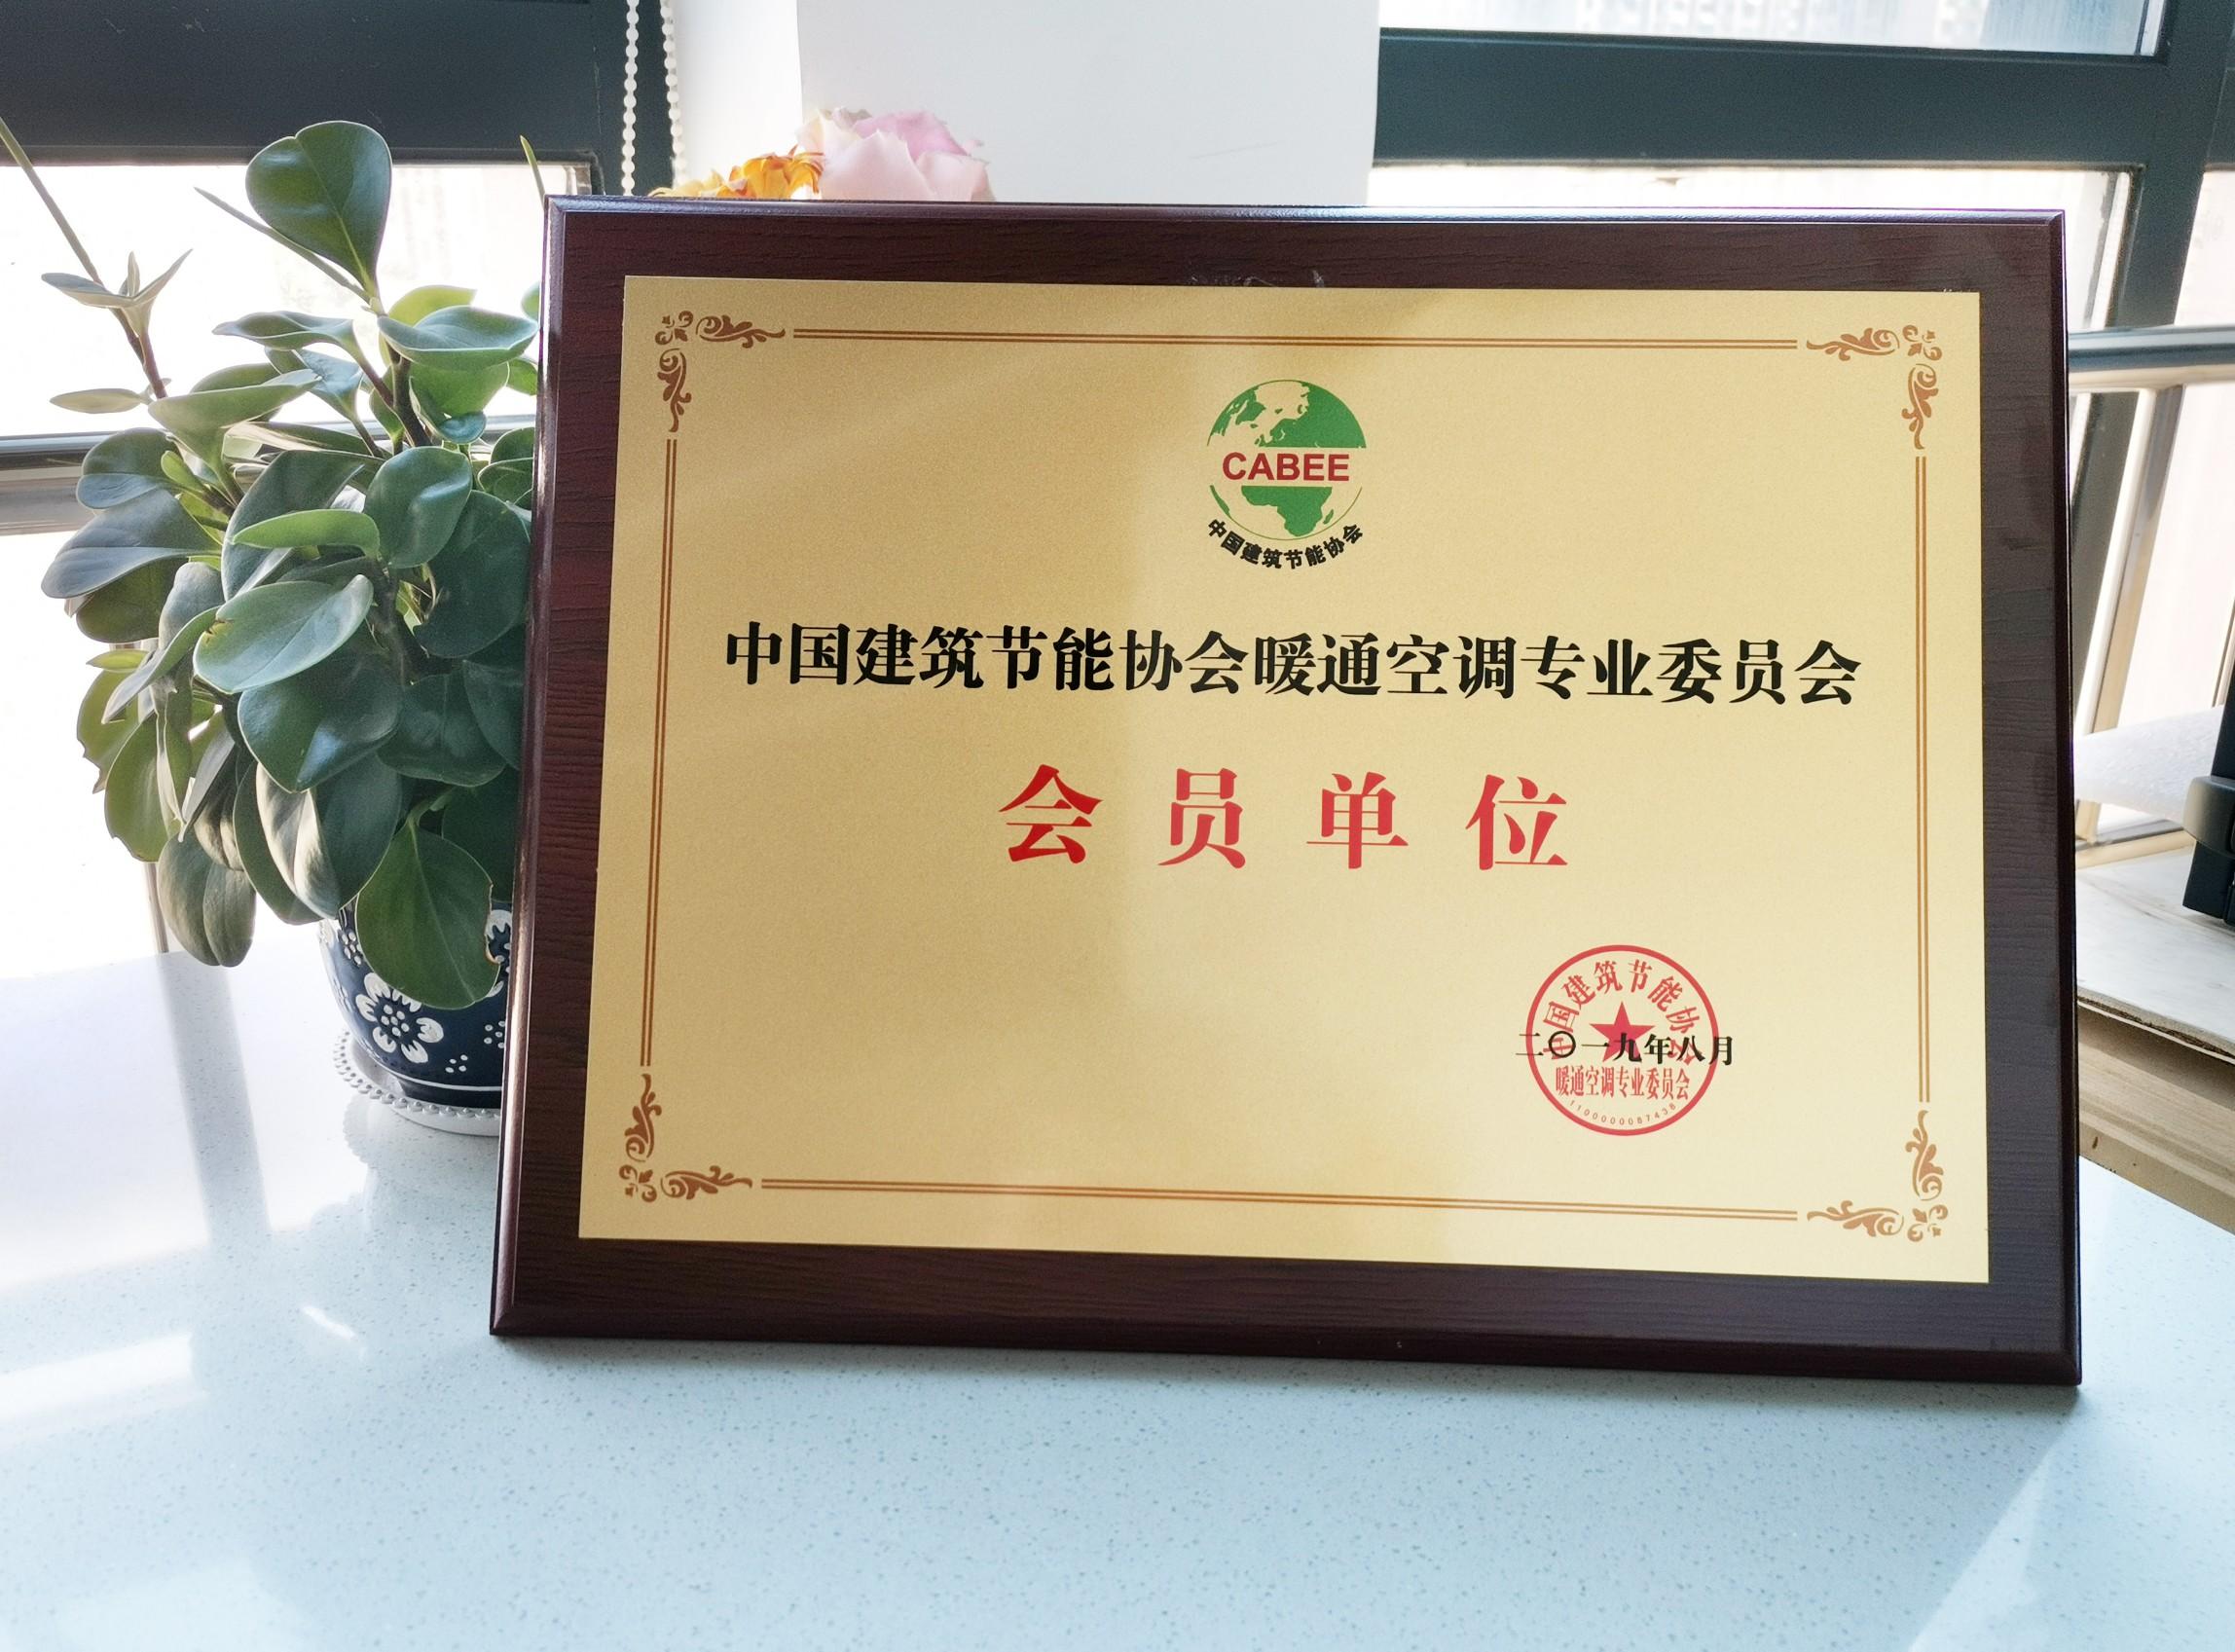 CABEE
中国建筑节能协会
中国建筑节能协会暖通空调专业委员会
会员单位
中国建筑节能协会
二〇一九年八月
暖通空调专业委员会
1100000087438